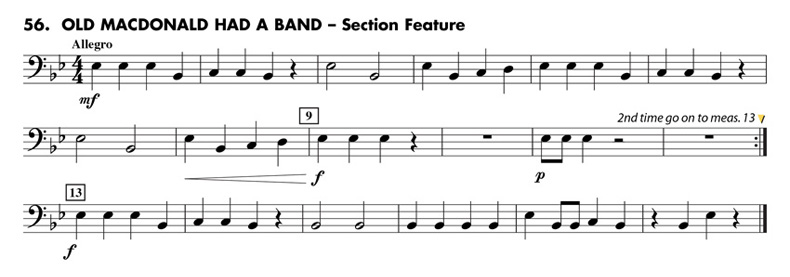 56. OLD MACDONALD HAD A BAND – Section Feature
Allegro
4
4
mf
9
2nd time go on to meas. 13
f
p
13
f